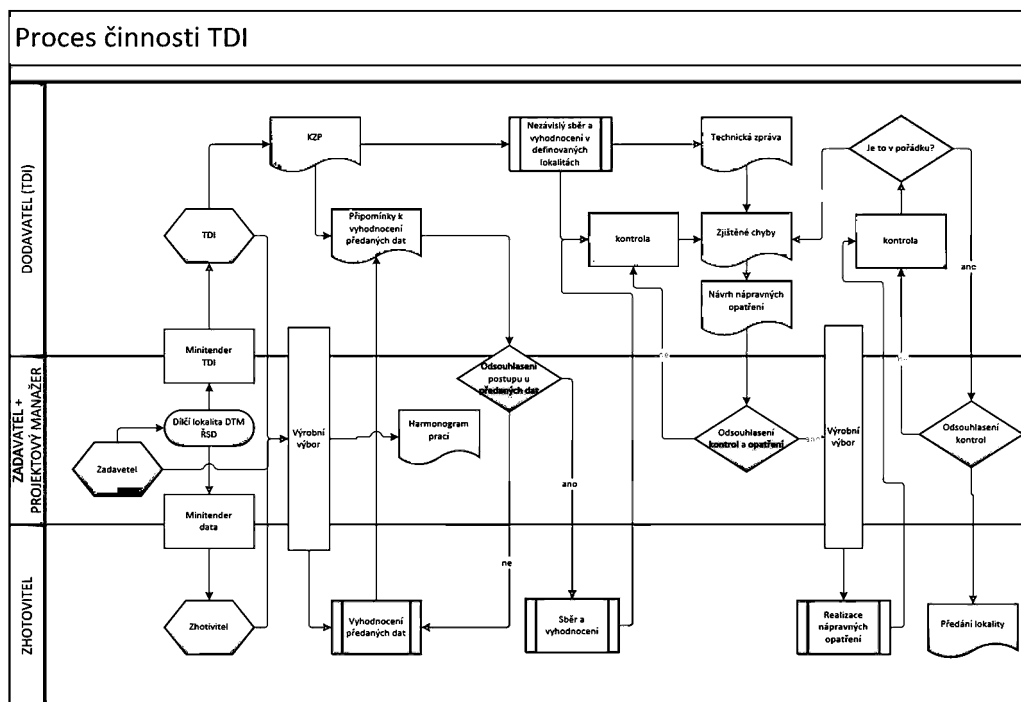 Proces činnosti TDI
DODAVATEL (TDI)
KZP
Nezávislý sběr a
vyhodnocení v
definovaných
lokalitách
Technická zpráva
Je to v pořádku?
TDI
Připomínky k
vyhodnocení
předaných dat
kontrola
Zjištěné chyby
kontrola
ano
Návrh nápravných
opatření
Minitender
TDI
ZADAVATEL +
PROJEKTOVÝ MANAŽER
ne
Odsouhlasení
postupu u
předaných dat
Dílčí lokalita DTM
ŘSD
Výrobní
výbor
Harmonogram
prací
Odsouhlasení
kontrol a opatření
ano
Výrobní
výbor
Odsouhlasení
kontrol
Zadavetel
ano
Minitender
data
ZHOTOVITEL
ne
Zhotivitel
Vyhodnocení
předaných dat
Sběr a
vyhodnocení
Realizace
nápravných
opatření
Předání lokality